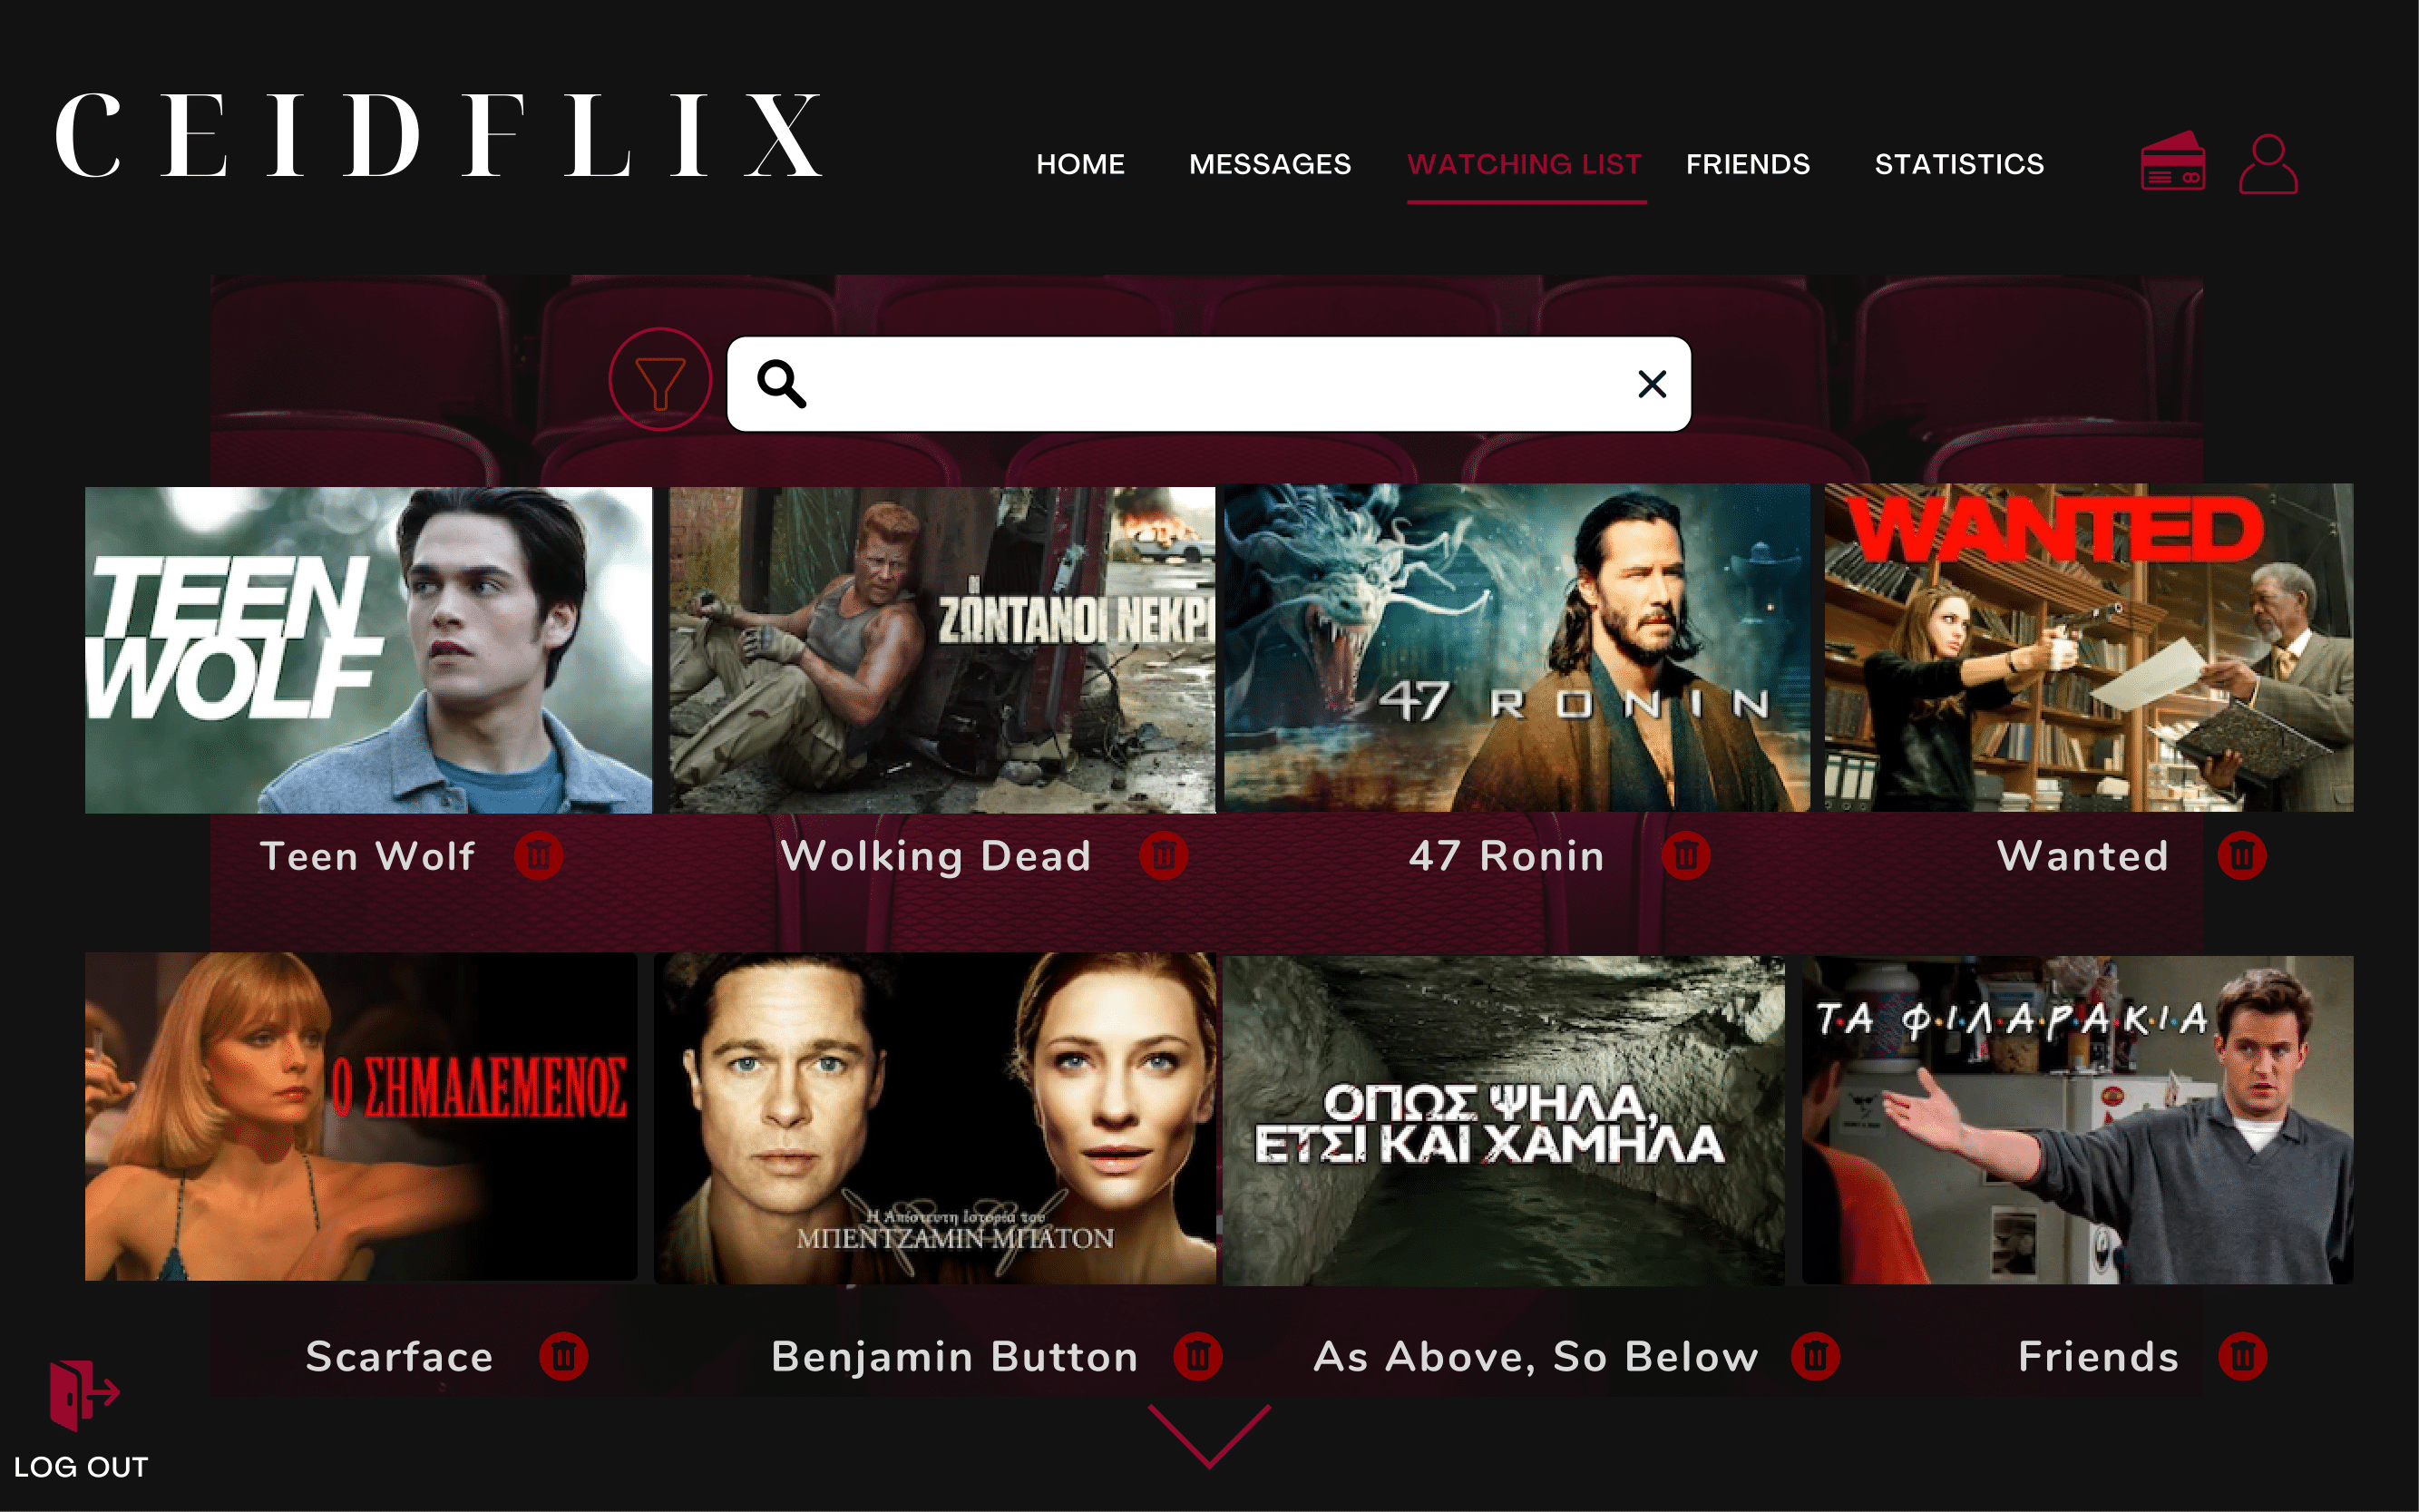 CEIDFLIX
HOME MESSAGES WATCHING LIST FRIENDS STATISTICS
TEEN
WOLF
ΟΙ
ΖΩΝΤΑΝΟΙ ΝΕΚΡΙ
47 RONIN
WANTED
Teen Wolf
Wolking Dead
47 Ronin
Wanted
Ο ΣΗΜΑΔΕΜΕΝΟΣ
Η Απίστευτη Ιστορία του
ΜΠΕΝΤΖΑΜΙΝ ΜΠΑΤΟΝ
ΟΠΩΣ ΨΗΛΑ,
ΕΤΣΙ ΚΑΙ ΧΑΜΗΛΑ
ΤΑ Φ·Ι·Λ·Α·Ρ·Α·Κ·Ι·Α
Scarface
Benjamin Button
As Above, So Below
Friends
LOG OUT